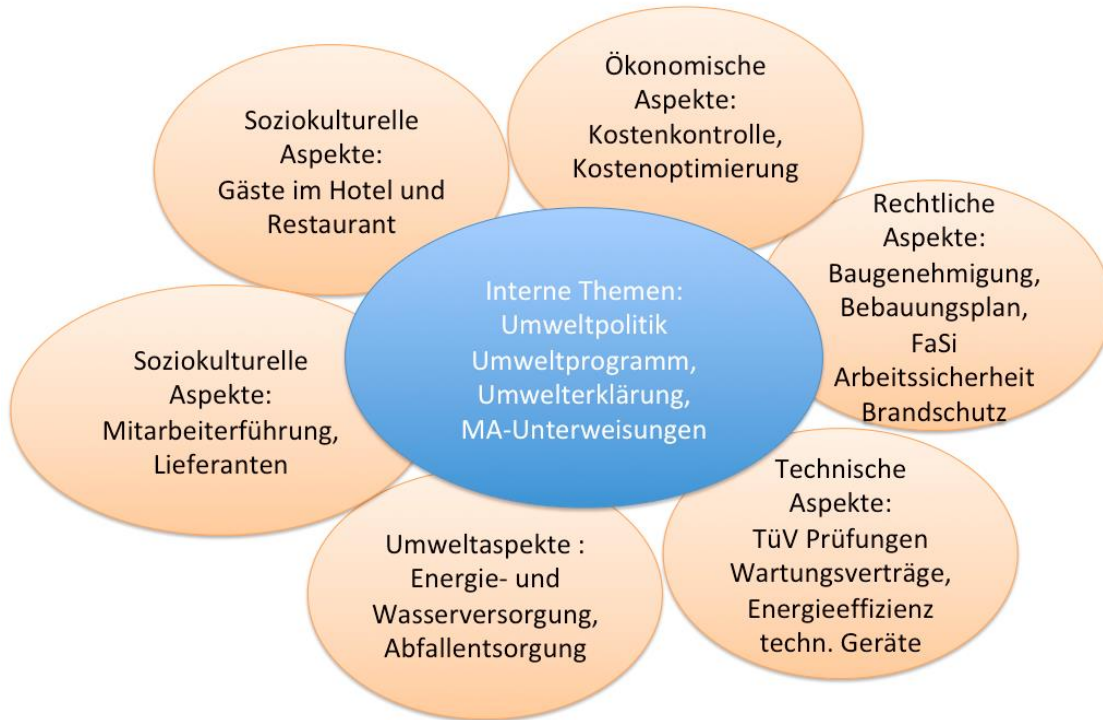 Ökonomische
Aspekte:
Kostenkontrolle,
Kostenoptimierung
Soziokulturelle
Aspekte:
Gäste im Hotel und
Restaurant
Rechtliche
Aspekte:
Baugenehmigung,
Bebauungsplan,
FaSi
Arbeitssicherheit
Brandschutz
Interne Themen:
Umweltpolitik
Umweltprogramm,
Umwelterklärung,
MA-Unterweisungen
Soziokulturelle
Aspekte:
Mitarbeiterführung,
Lieferanten
Technische
Aspekte:
TüV Prüfungen
Wartungsverträge,
Energieeffizienz
techn. Geräte
Umweltaspekte :
Energie- und
Wasserversorgung,
Abfallentsorgung